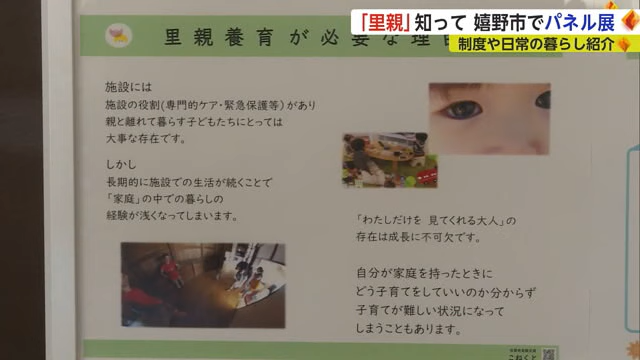 「里親」知って 嬉野市でパネル展
制度や日常の暮らし紹介
里親養育が必要な理由
施設には
施設の役割(専門的ケア・緊急保護等)があり
親と離れて暮らす子どもたちにとっては
大事な存在です。
しかし
長期的に施設での生活が続くことで
「家庭」の中での暮らしの
経験が浅くなってしまいます。
「わたしだけを 見てくれる大人」の
存在は成長に不可欠です。
自分が家庭を持ったときに
どう子育てをしていいのか分からず
子育てが難しい状況になって
しまうこともあります。
こねくと